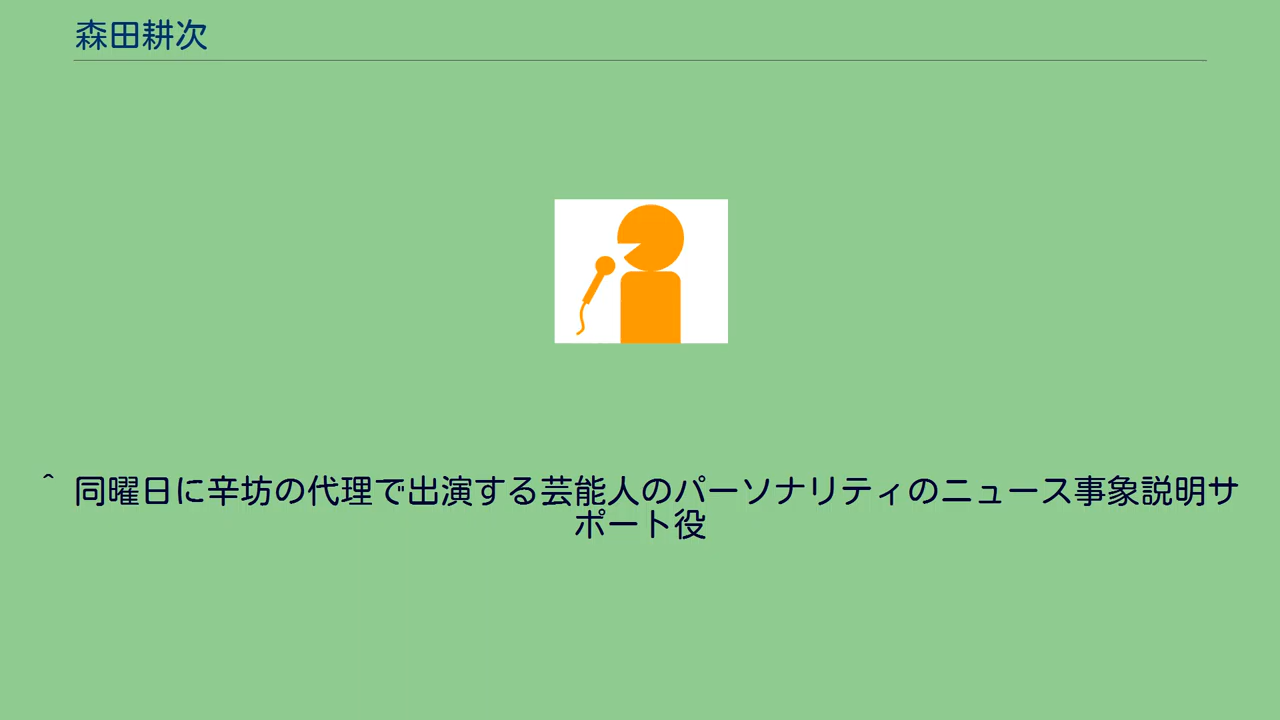 森田耕次
^ 同曜日に辛坊の代理で出演する芸能人のパーソナリティのニュース事象説明サ
ポート役